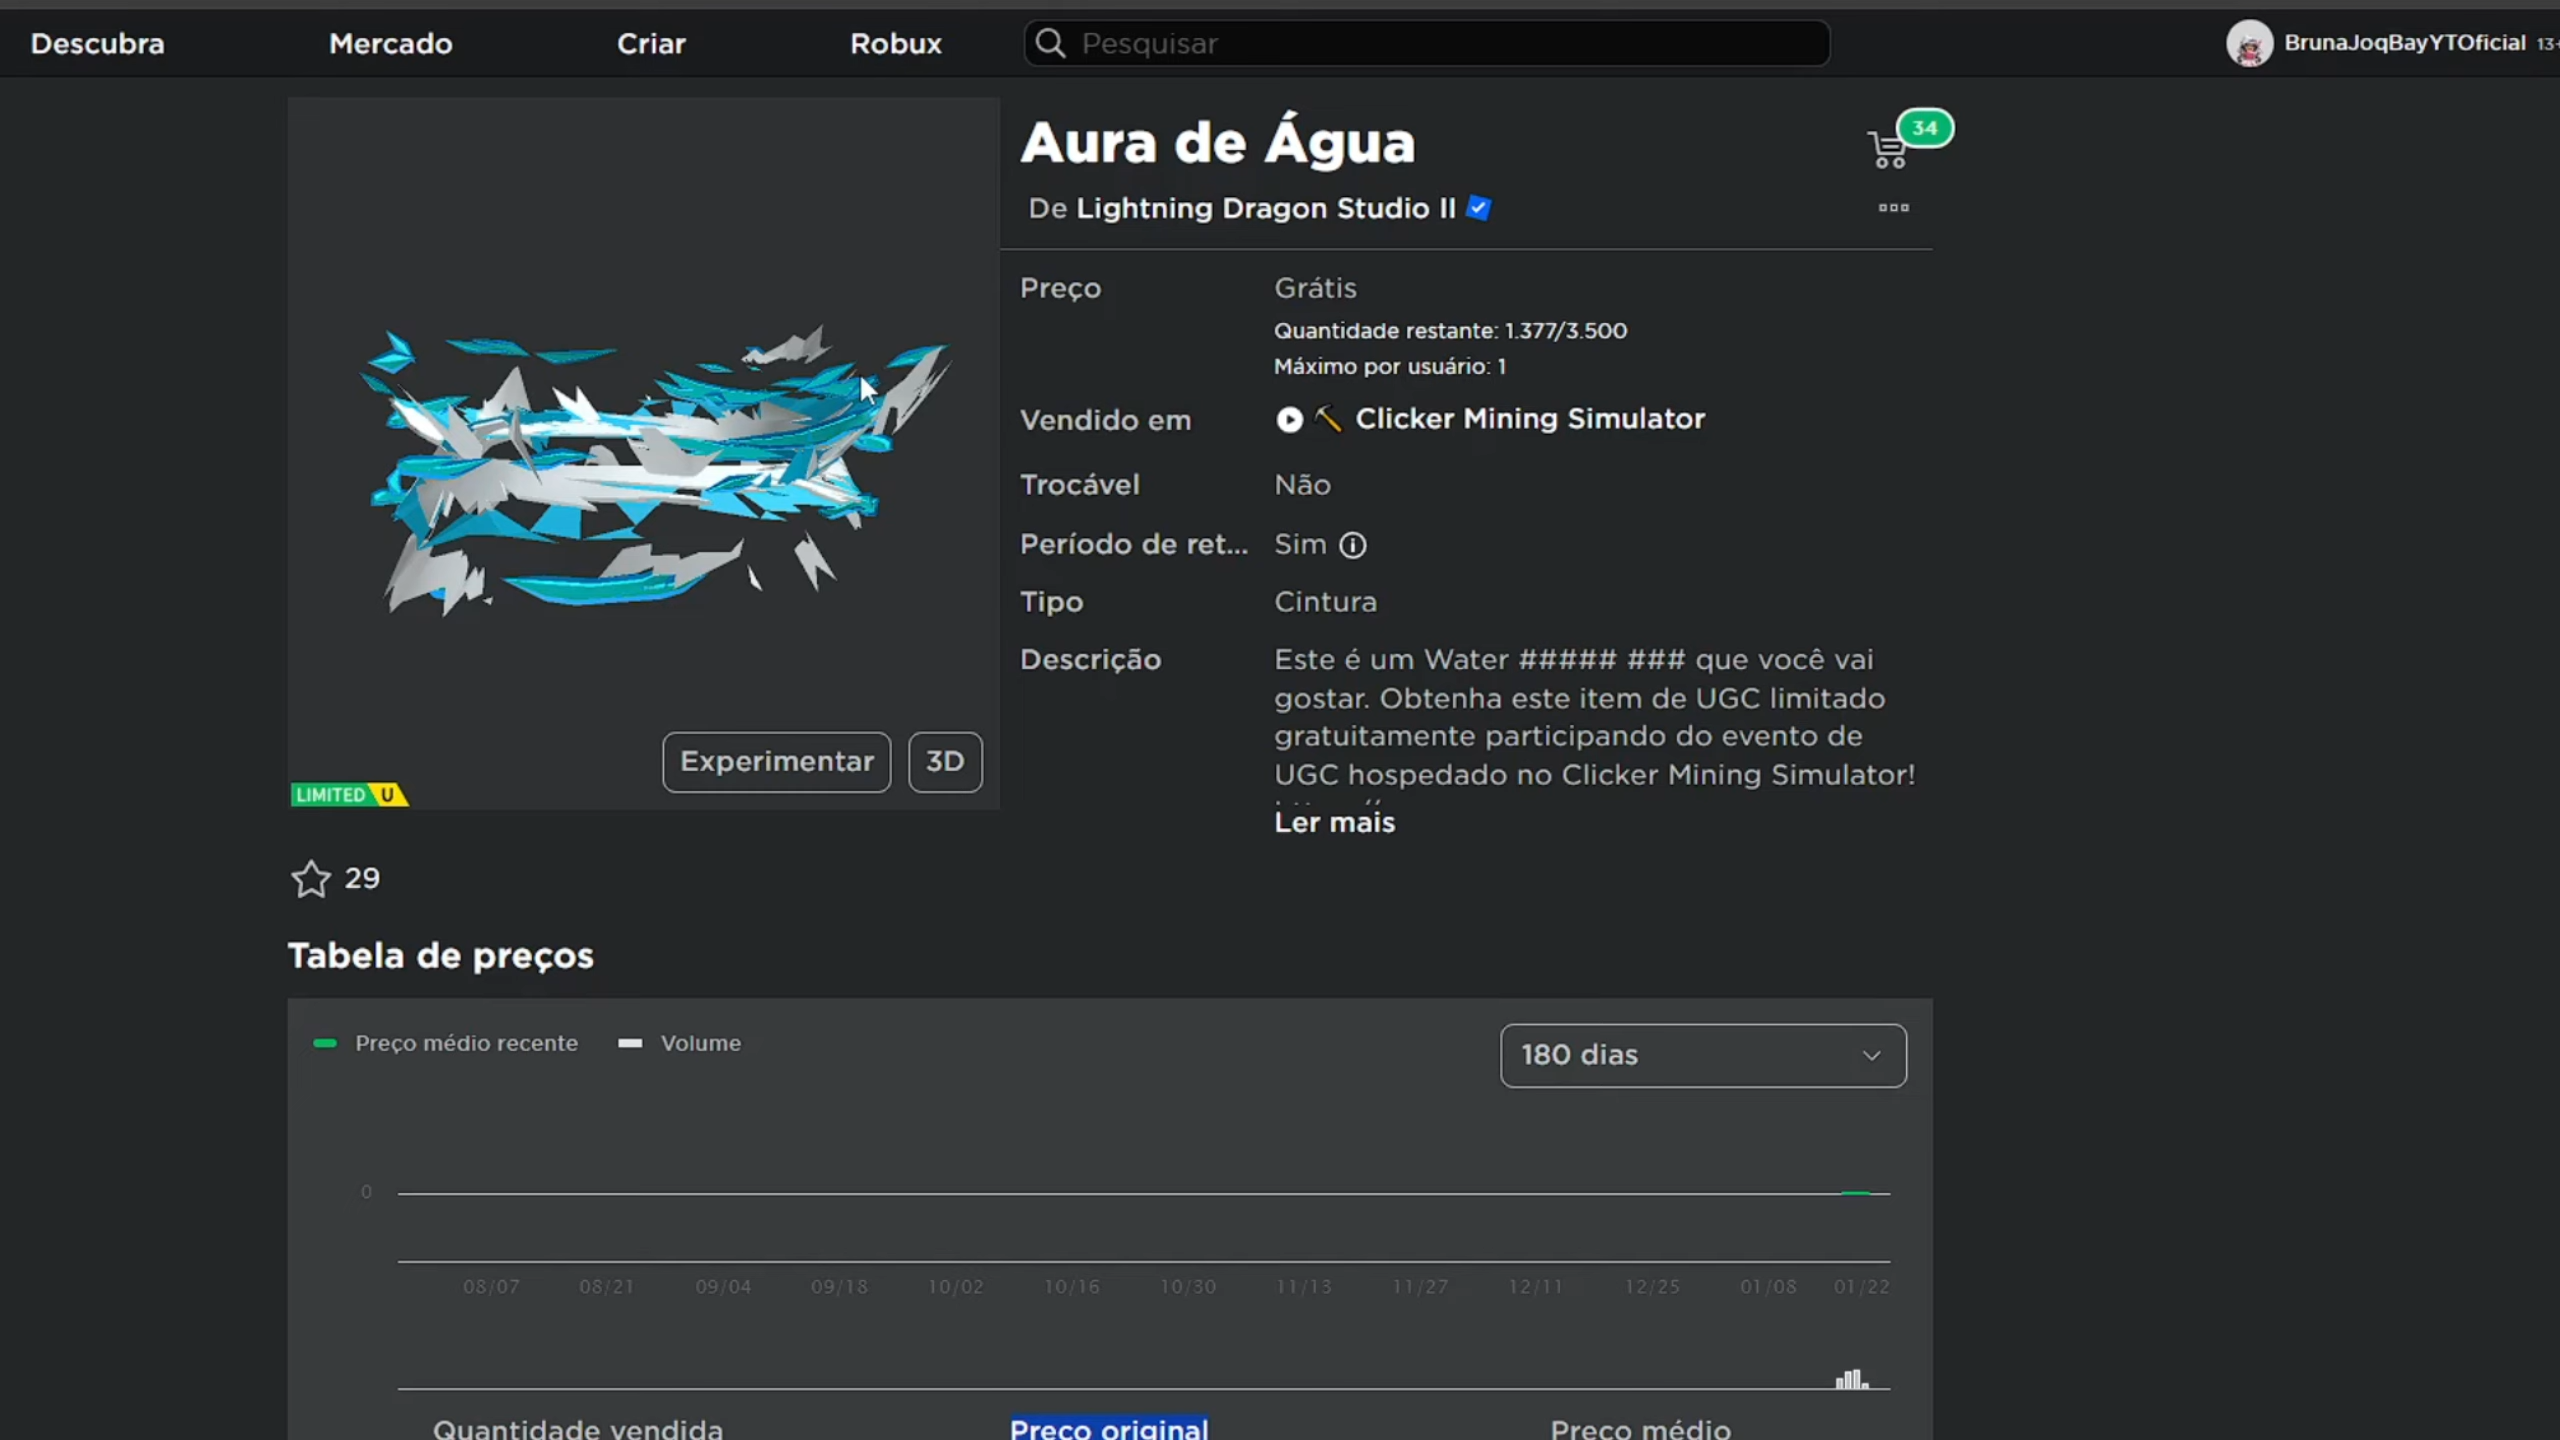 Descubra
Mercado
Criar
Robux
Pesquisar
BrunaJoqBayYTOficial
Aura de Água
34
De Lightning Dragon Studio II
Preço
Grátis
Quantidade restante: 1.377/3.500
Máximo por usuário: 1
Vendido em
Clicker Mining Simulator
Trocável
Não
Período de ret...
Sim
Tipo
Cintura
Descrição
Este é um Water ##### ### que você vai
gostar. Obtenha este item de UGC limitado
gratuitamente participando do evento de
UGC hospedado no Clicker Mining Simulator!
Ler mais
Experimentar
3D
LIMITED U
29
Tabela de preços
Preço médio recente
Volume
180 dias
0
08/07 08/21 09/04 09/18 10/02 10/16 10/30 11/13 11/27 12/11 12/25 01/08 01/22
Quantidade vendida
Preço original
Preço médio